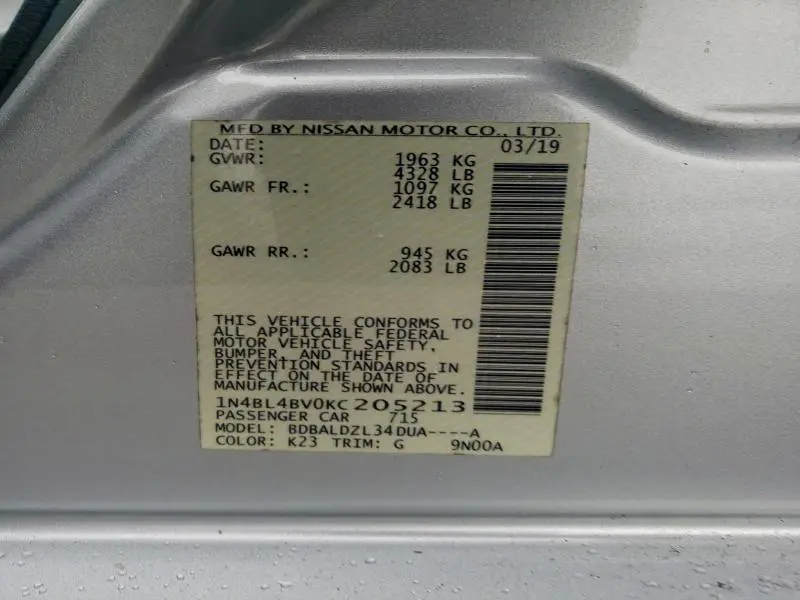 MFD BY NISSAN MOTOR CO., LTD.
DATE: 03/19
GVWR: 1963 KG
4328 LB
GAWR FR.: 1097 KG
2418 LB
GAWR RR.: 945 KG
2083 LB
THIS VEHICLE CONFORMS TO
ALL APPLICABLE FEDERAL
MOTOR VEHICLE SAFETY,
BUMPER, AND THEFT
PREVENTION STANDARDS IN
EFFECT ON THE DATE OF
MANUFACTURE SHOWN ABOVE.
1N4BL4BV0KC205213
PASSENGER CAR 715
MODEL: BDBALDZL34DUA----A
COLOR: K23 TRIM: G 9N00A